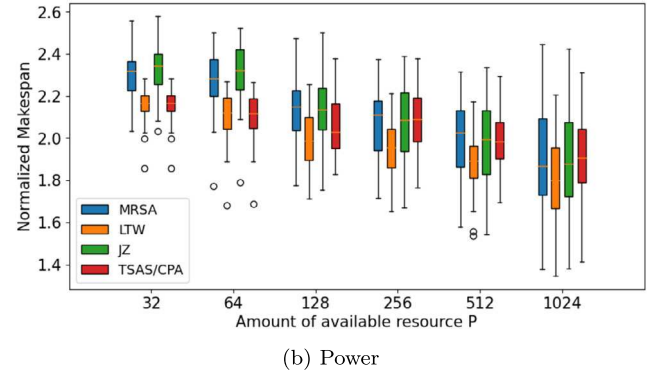 2.6
2.4
2.2
2.0
1.8
1.6
1.4
Normalized Makespan
MRSA
LTW
JZ
TSAS/CPA
32 64 128 256 512 1024
Amount of available resource P
(b) Power